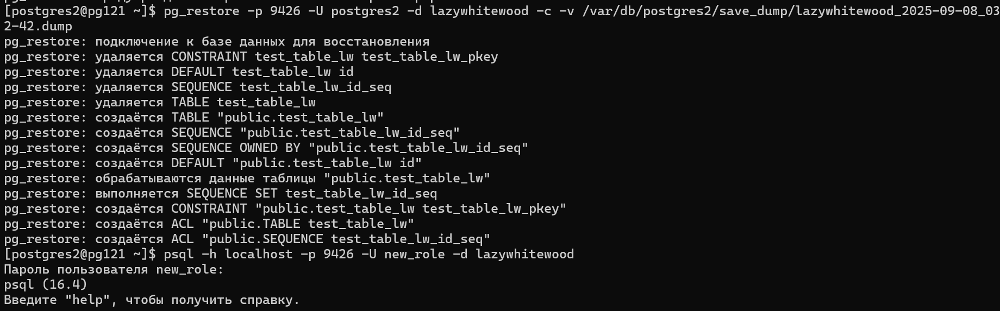 [postgres2@pg121 ~]$ pg_restore -p 9426 -U postgres2 -d lazywhitewood -c -v /var/db/postgres2/save_dump/lazywhitewood_2025-09-08_03
2-42.dump
pg_restore: подключение к базе данных для восстановления
pg_restore: удаляется CONSTRAINT test_table_lw test_table_lw_pkey
pg_restore: удаляется DEFAULT test_table_lw id
pg_restore: удаляется SEQUENCE test_table_lw_id_seq
pg_restore: удаляется TABLE test_table_lw
pg_restore: создаётся TABLE "public.test_table_lw"
pg_restore: создаётся SEQUENCE "public.test_table_lw_id_seq"
pg_restore: создаётся SEQUENCE OWNED BY "public.test_table_lw_id_seq"
pg_restore: создаётся DEFAULT "public.test_table_lw id"
pg_restore: обрабатываются данные таблицы "public.test_table_lw"
pg_restore: выполняется SEQUENCE SET test_table_lw_id_seq
pg_restore: создаётся CONSTRAINT "public.test_table_lw test_table_lw_pkey"
pg_restore: создаётся ACL "public.TABLE test_table_lw"
pg_restore: создаётся ACL "public.SEQUENCE test_table_lw_id_seq"
[postgres2@pg121 ~]$ psql -h localhost -p 9426 -U new_role -d lazywhitewood
Пароль пользователя new_role:
psql (16.4)
Введите "help", чтобы получить справку.